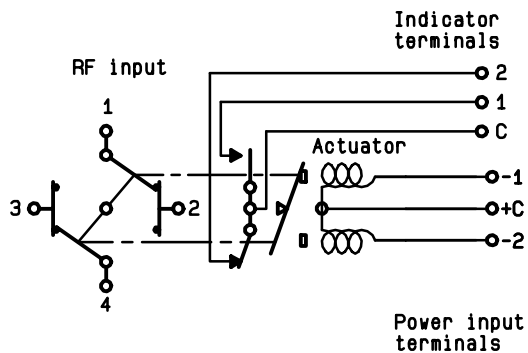 Indicator
terminals
RF input
2
1
1
C
Actuator
-1
3
2
+C
-2
4
Power input
terminals